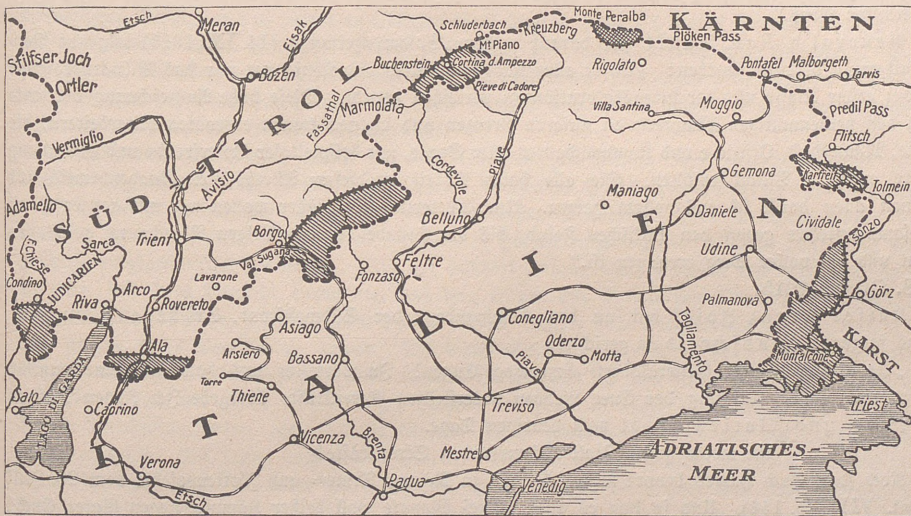 Etsch
Meran
Eisak
Stilfser Joch
Ortler
Bozen
Schluderbach
Kreuzberg
Monte Peralba
KÄRNTEN
Plöken Pass
Mt Piano
Buchenstein
Cortina d. Ampezzo
Rigolato
Pontafel
Malborgeth
Tarvis
Pieve di Cadore
Marmolata
Fassathal
Villa Santina
Moggio
Predil Pass
Vermiglio
SÜD TIROL
Avisio
Cordevole
Piave
Flitsch
Karfreit
Tolmein
Gemona
Maniago
Adamello
Sarca
Trient
Borgo
Val Sugana
Belluno
Daniele
Cividale
Isonzo
Udine
Chiese
JUDICARIEN
Condino
Lavarone
Fonzaso
Feltre
Arco
Riva
Rovereto
Palmanova
Görz
Asiago
Conegliano
Tagliamento
Arsiero
Oderzo
Motta
KARST
Ala
Bassano
Monfalcone
Torre
Thiene
Piave
Salo
LAGO DI GARDA
Caprino
Treviso
Triest
ITALIEN
Vicenza
Brenta
Mestre
ADRIATISCHES-
MEER
Verona
Etsch
Padua
Venedig